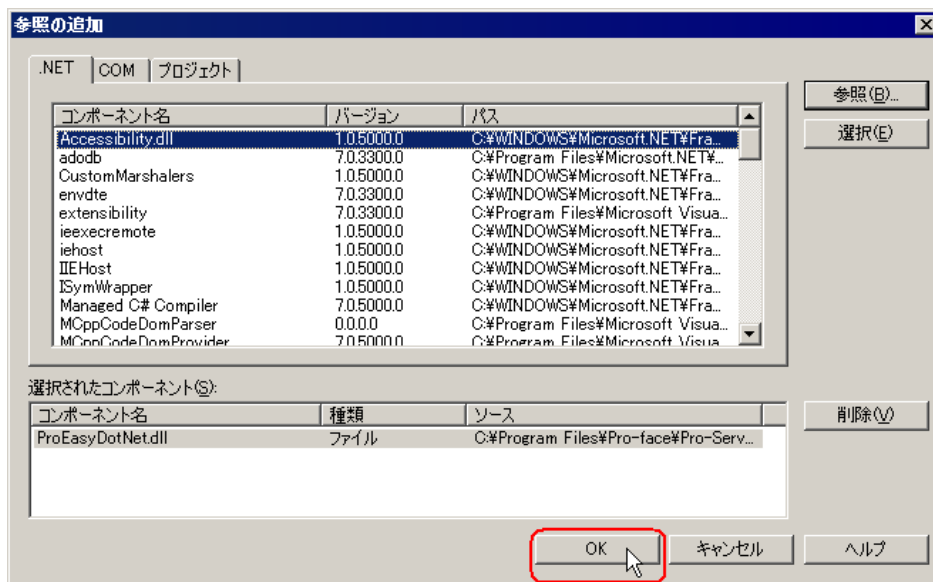 参照の追加
.NET COM プロジェクト
参照(B)...
選択(E)
コンポーネント名 バージョン パス
Accessibility.dll 1.0.5000.0 C:¥WINDOWS¥Microsoft.NET¥Fra...
adodb 7.0.3300.0 C:¥Program Files¥Microsoft.NET¥...
CustomMarshalers 1.0.5000.0 C:¥WINDOWS¥Microsoft.NET¥Fra...
envdte 7.0.3300.0 C:¥WINDOWS¥Microsoft.NET¥Fra...
extensibility 7.0.3300.0 C:¥Program Files¥Microsoft Visua...
ieexecremote 1.0.5000.0 C:¥WINDOWS¥Microsoft.NET¥Fra...
iehost 1.0.5000.0 C:¥WINDOWS¥Microsoft.NET¥Fra...
IIEHost 1.0.5000.0 C:¥WINDOWS¥Microsoft.NET¥Fra...
ISymWrapper 1.0.5000.0 C:¥WINDOWS¥Microsoft.NET¥Fra...
Managed C# Compiler 7.0.5000.0 C:¥WINDOWS¥Microsoft.NET¥Fra...
MCppCodeDomParser 0.0.0.0 C:¥Program Files¥Microsoft Visua...
MCppCodeDomProvider 7.0.5000.0 C:¥Program Files¥Microsoft Visua...
選択されたコンポーネント(S):
コンポーネント名 種類 ソース
削除(V)
ProEasyDotNet.dll ファイル C:¥Program Files¥Pro-face¥Pro-Serv...
OK キャンセル ヘルプ